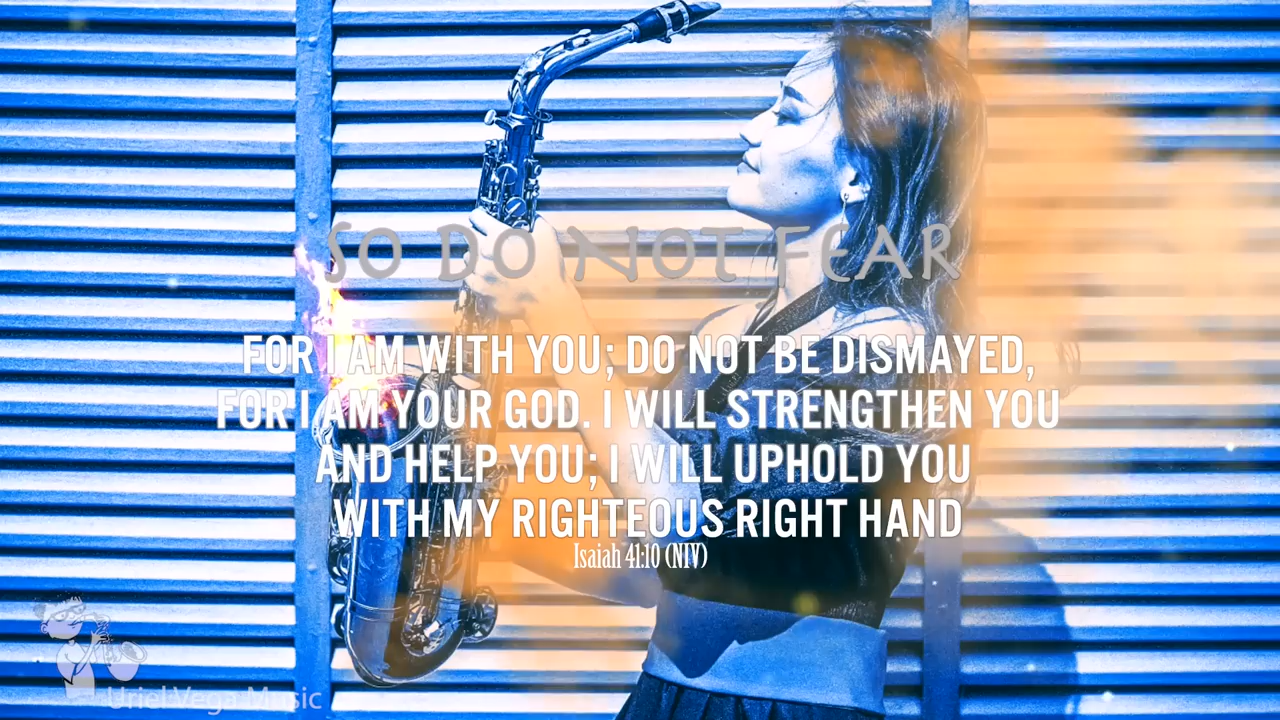 SO DO NOT FEAR
FOR I AM WITH YOU; DO NOT BE DISMAYED,
FOR I AM YOUR GOD. I WILL STRENGTHEN YOU
AND HELP YOU; I WILL UPHOLD YOU
WITH MY RIGHTEOUS RIGHT HAND
Isaiah 41:10 (NIV)
Uriel Vega Music